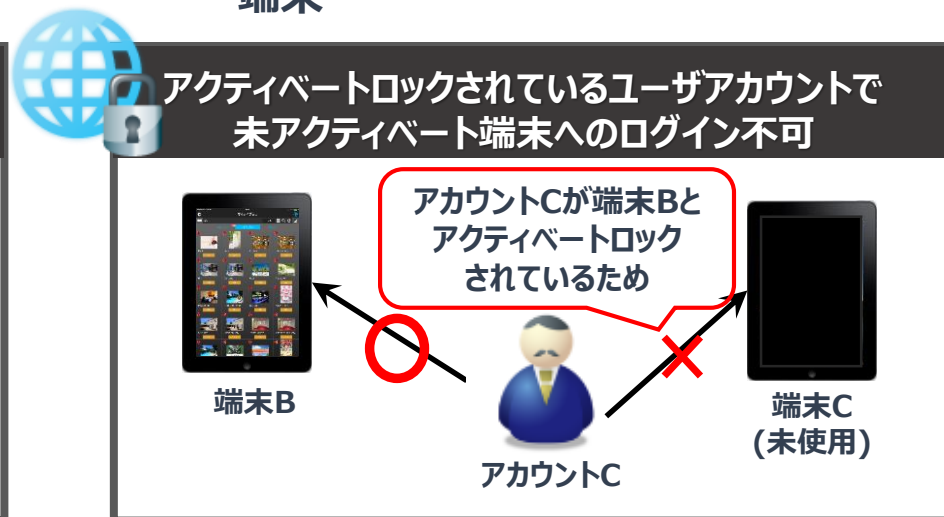 端末
アクティベートロックされているユーザアカウントで
未アクティベート端末へのログイン不可
アカウントCが端末Bと
アクティベートロック
されているため
端末B
端末C
(未使用)
アカウントC